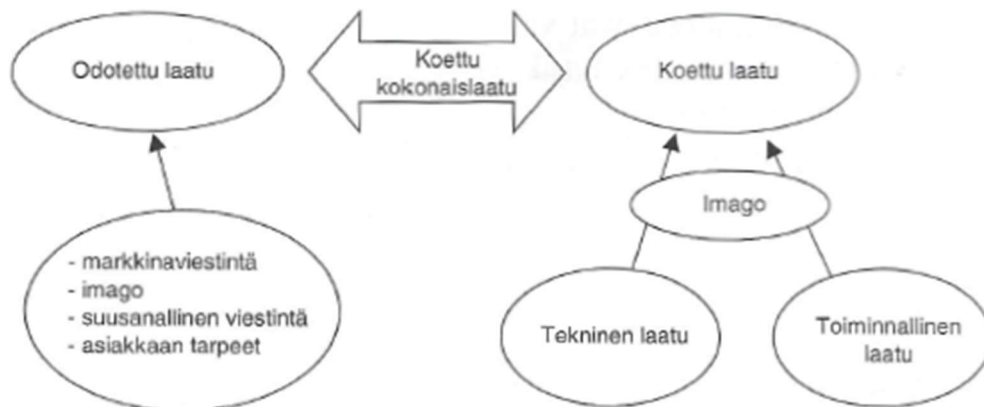 Odotettu laatu
Koettu
kokonaislaatu
Koettu laatu
Imago
- markkinaviestintä
- imago
- suusanallinen viestintä
- asiakkaan tarpeet
Tekninen laatu
Toiminnallinen
laatu